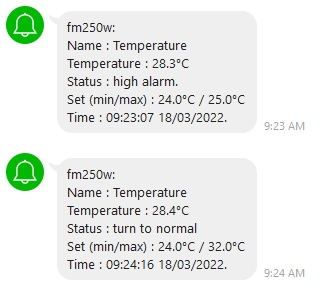 fm250w:
Name : Temperature
Temperature : 28.3°C
Status : high alarm.
Set (min/max) : 24.0°C / 25.0°C
Time : 09:23:07 18/03/2022.
9:23 AM
fm250w:
Name : Temperature
Temperature : 28.4°C
Status : turn to normal
Set (min/max) : 24.0°C / 32.0°C
Time : 09:24:16 18/03/2022.
9:24 AM